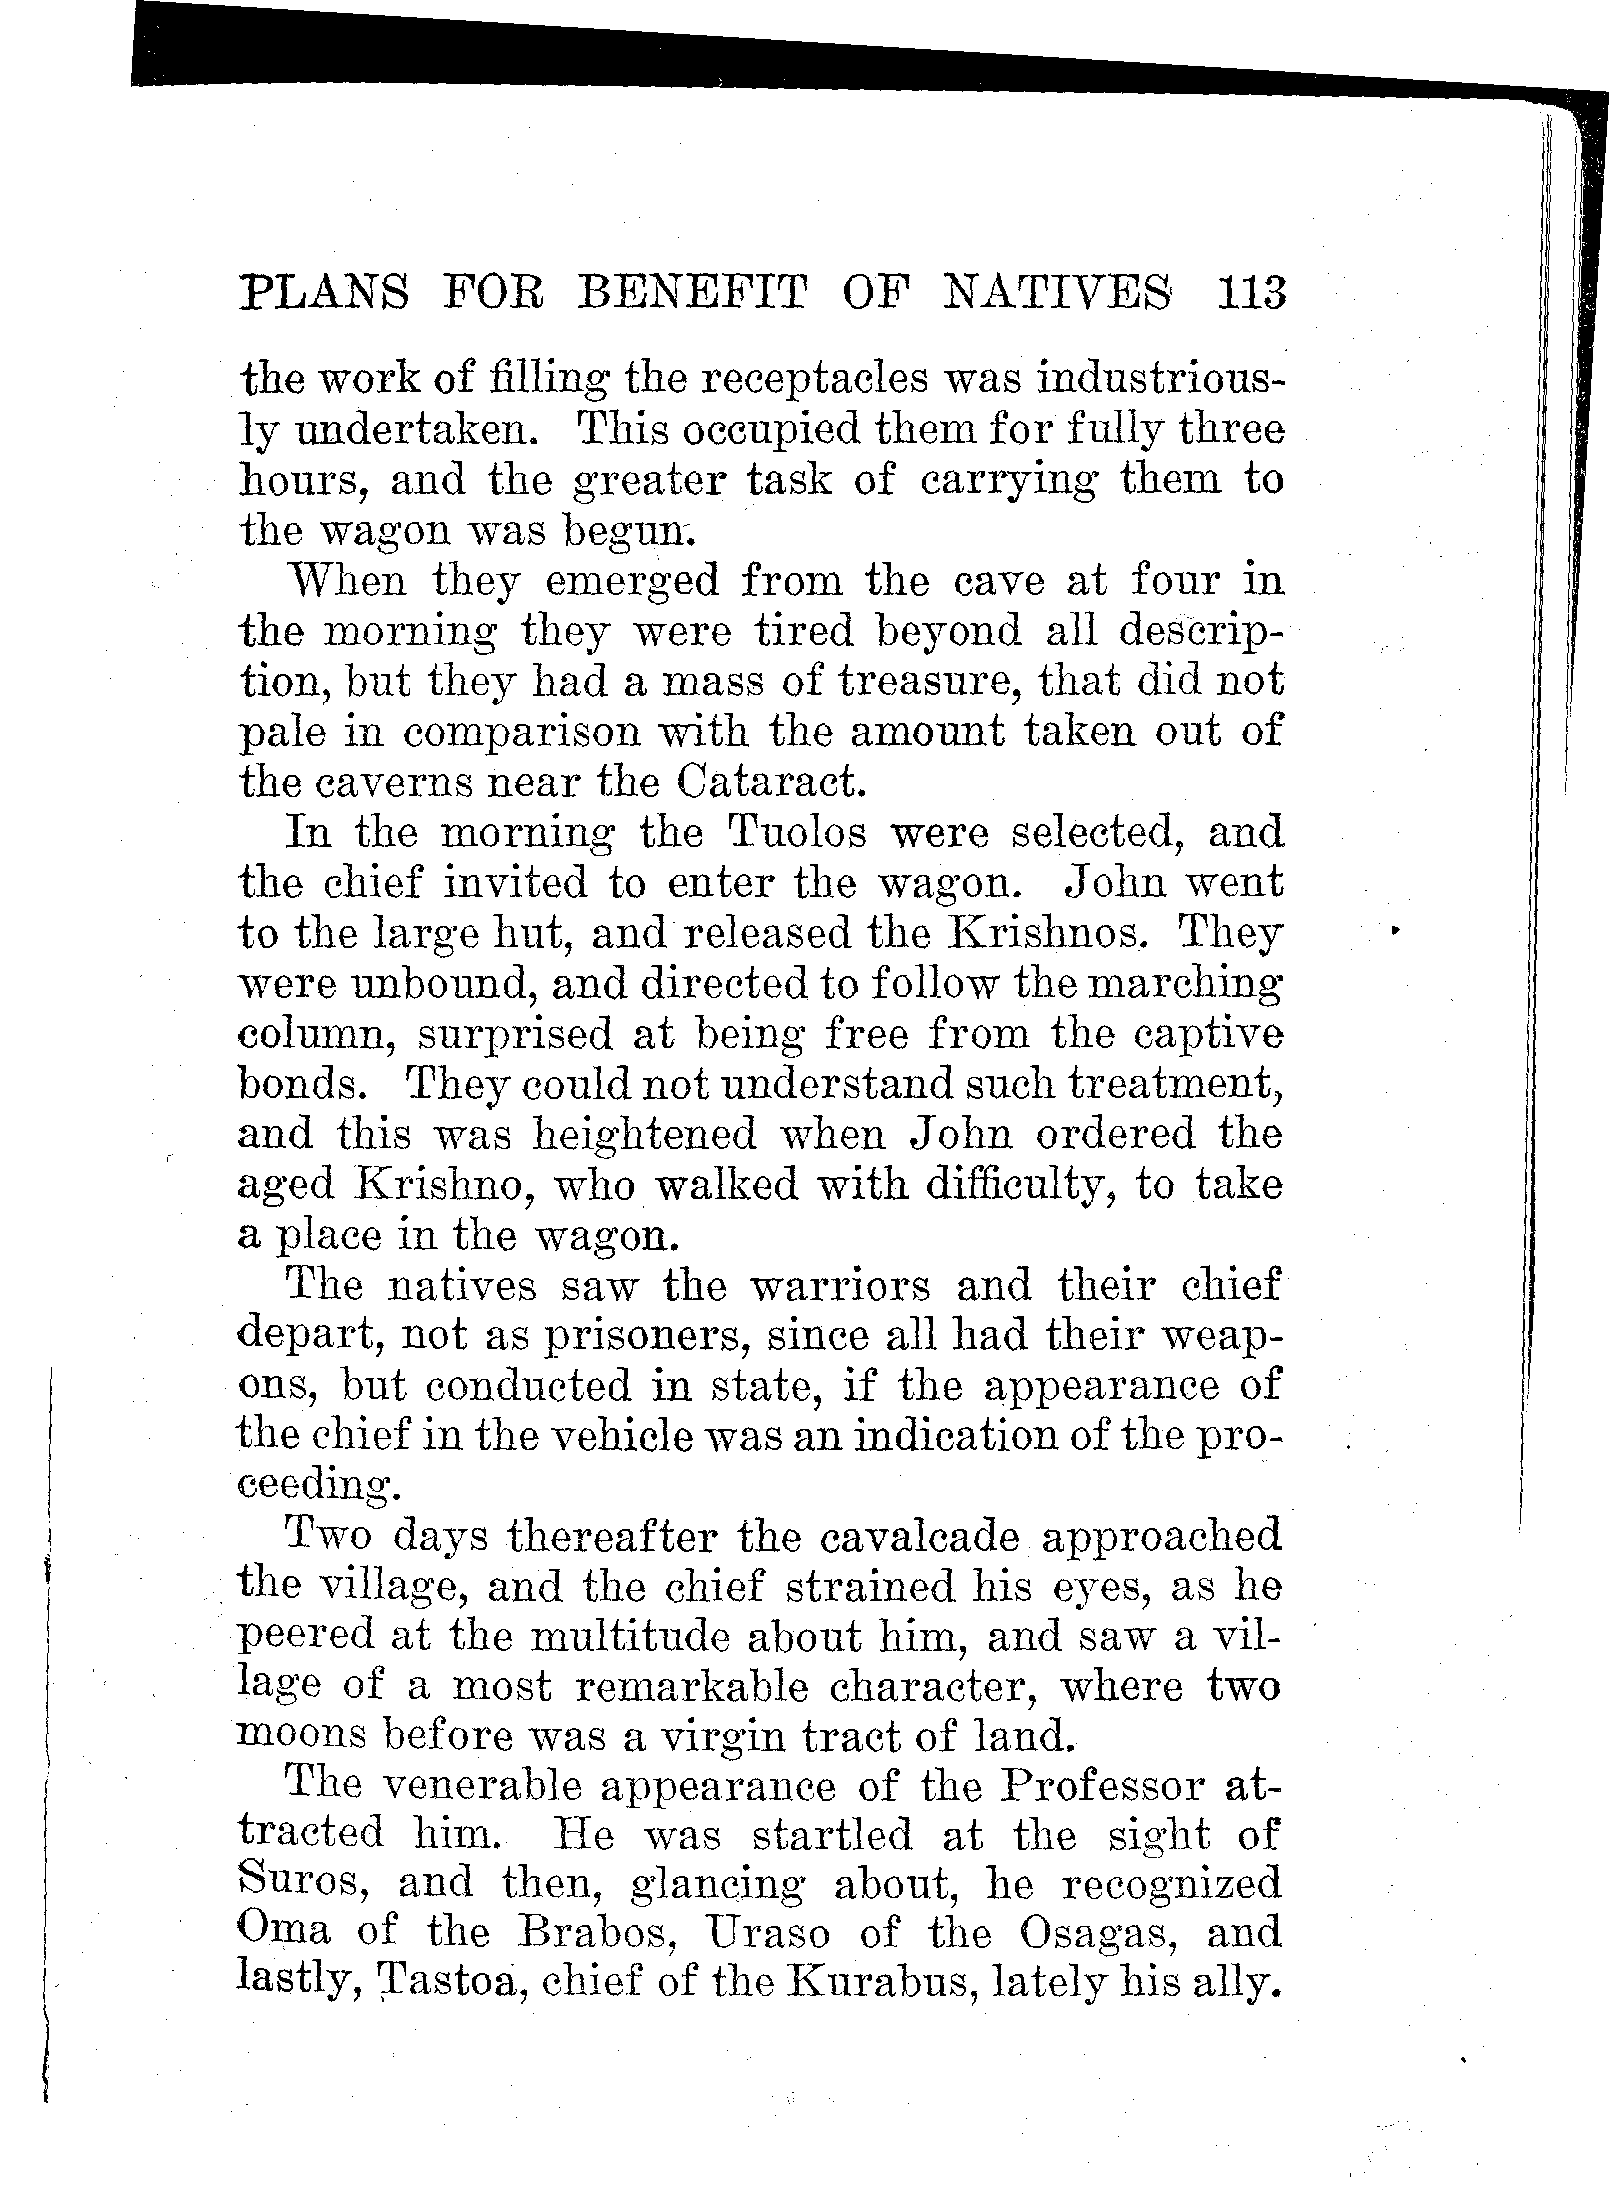 PLANS FOR BENEFIT OF NATIVES 113
the work of filling the receptacles was industrious-
ly undertaken. This occupied them for fully three
hours, and the greater task of carrying them to
the wagon was begun.
When they emerged from the cave at four in
the morning they were tired beyond all descrip-
tion, but they had a mass of treasure, that did not
pale in comparison with the amount taken out of
the caverns near the Cataract.
In the morning the Tuolos were selected, and
the chief invited to enter the wagon. John went
to the large hut, and released the Krishnos. They
were unbound, and directed to follow the marching
column, surprised at being free from the captive
bonds. They could not understand such treatment,
and this was heightened when John ordered the
aged Krishno, who walked with difficulty, to take
a place in the wagon.
The natives saw the warriors and their chief
depart, not as prisoners, since all had their weap-
ons, but conducted in state, if the appearance of
the chief in the vehicle was an indication of the pro-
ceeding.
Two days thereafter the cavalcade approached
the village, and the chief strained his eyes, as he
peered at the multitude about him, and saw a vil-
lage of a most remarkable character, where two
moons before was a virgin tract of land.
The venerable appearance of the Professor at-
tracted him. He was startled at the sight of
Suros, and then, glancing about, he recognized
Oma of the Brabos, Uraso of the Osagas, and
lastly, Tastoa, chief of the Kurabus, lately his ally.